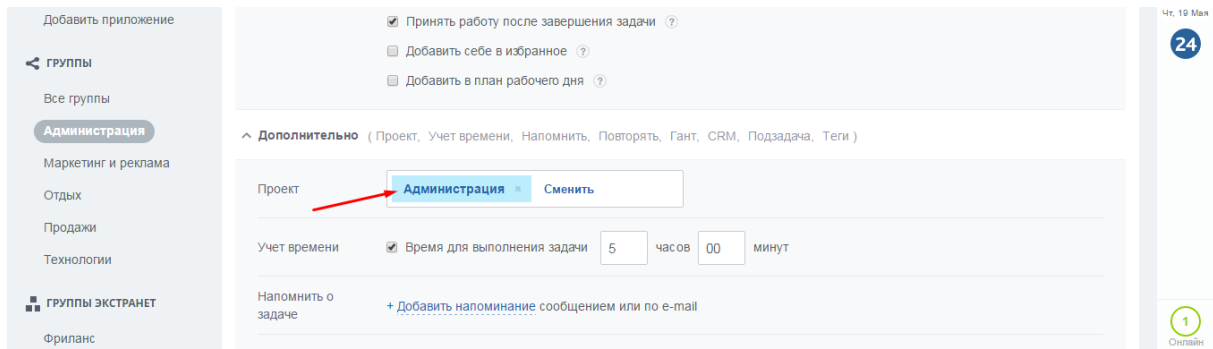 Добавить приложение
ГРУППЫ
Все группы
Администрация
Маркетинг и реклама
Отдых
Продажи
Технологии
ГРУППЫ ЭКСТРАНЕТ
Фриланс
Принять работу после завершения задачи ?
Добавить себе в избранное ?
Добавить в план рабочего дня ?
Дополнительно ( Проект, Учет времени, Напомнить, Повторять, Гант, CRM, Подзадача, Теги )
Проект Администрация × Сменить
Учет времени Время для выполнения задачи 5 часов 00 минут
Напомнить о задаче + Добавить напоминание сообщением или по e-mail
Чт, 19 Мая
24
1
Онлайн